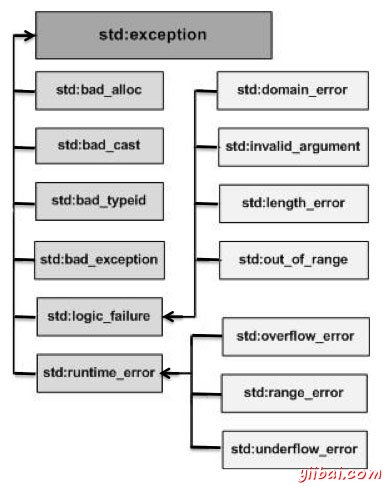 std:exception
std:bad_alloc
std:bad_cast
std:bad_typeid
std:bad_exception
std:logic_failure
std:runtime_error
std:domain_error
std:invalid_argument
std:length_error
std:out_of_range
std:overflow_error
std:range_error
std:underflow_error
yiibai.com